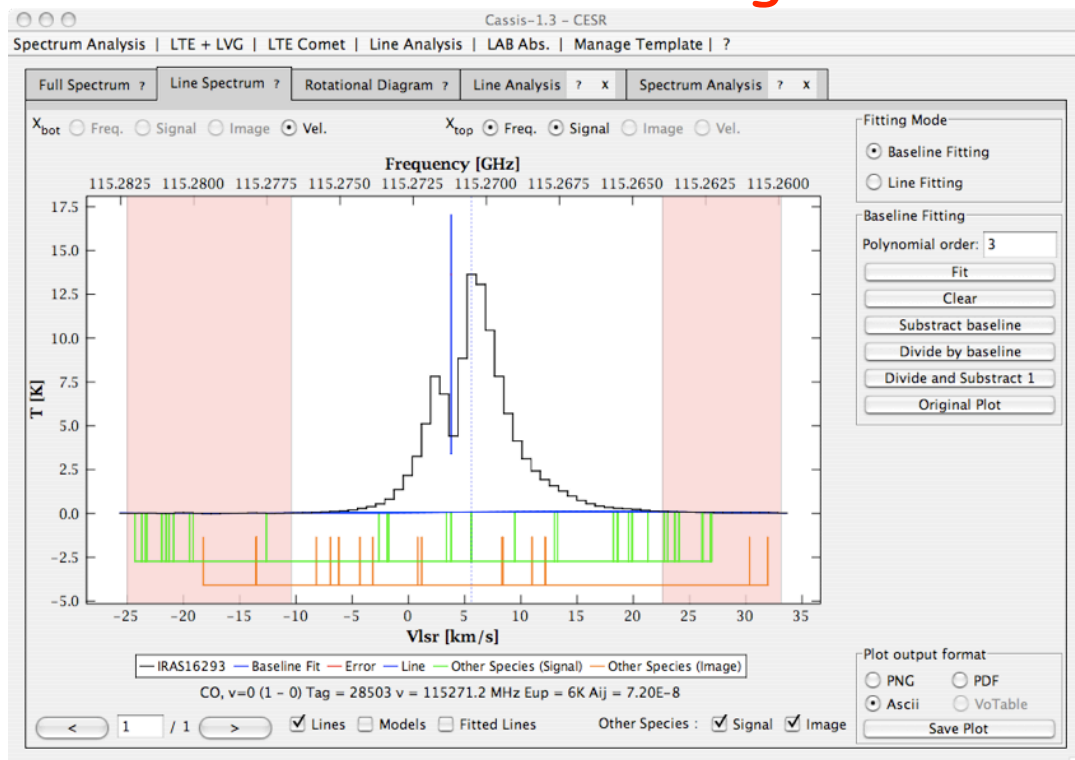 Cassis-1.3 – CESR
Spectrum Analysis | LTE + LVG | LTE Comet | Line Analysis | LAB Abs. | Manage Template | ?
Full Spectrum ? Line Spectrum ? Rotational Diagram ? Line Analysis ? X Spectrum Analysis ? X
Xbot Freq. Signal Image Vel. Xtop Freq. Signal Image Vel.
Frequency [GHz]
115.2825 115.2800 115.2775 115.2750 115.2725 115.2700 115.2675 115.2650 115.2625 115.2600
17.5
15.0
12.5
10.0
7.5
5.0
2.5
0.0
−2.5
−5.0
T [K]
−25 −20 −15 −10 −5 0 5 10 15 20 25 30 35
Vlsr [km/s]
IRAS16293 Baseline Fit Error Line Other Species (Signal) Other Species (Image)
CO, v=0 (1 - 0) Tag = 28503 ν = 115271.2 MHz Eup = 6K Aij = 7.20E-8
< 1 / 1 > Lines Models Fitted Lines Other Species : Signal Image
Fitting Mode
Baseline Fitting
Line Fitting
Baseline Fitting
Polynomial order: 3
Fit
Clear
Substract baseline
Divide by baseline
Divide and Substract 1
Original Plot
Plot output format
PNG PDF
Ascii VoTable
Save Plot